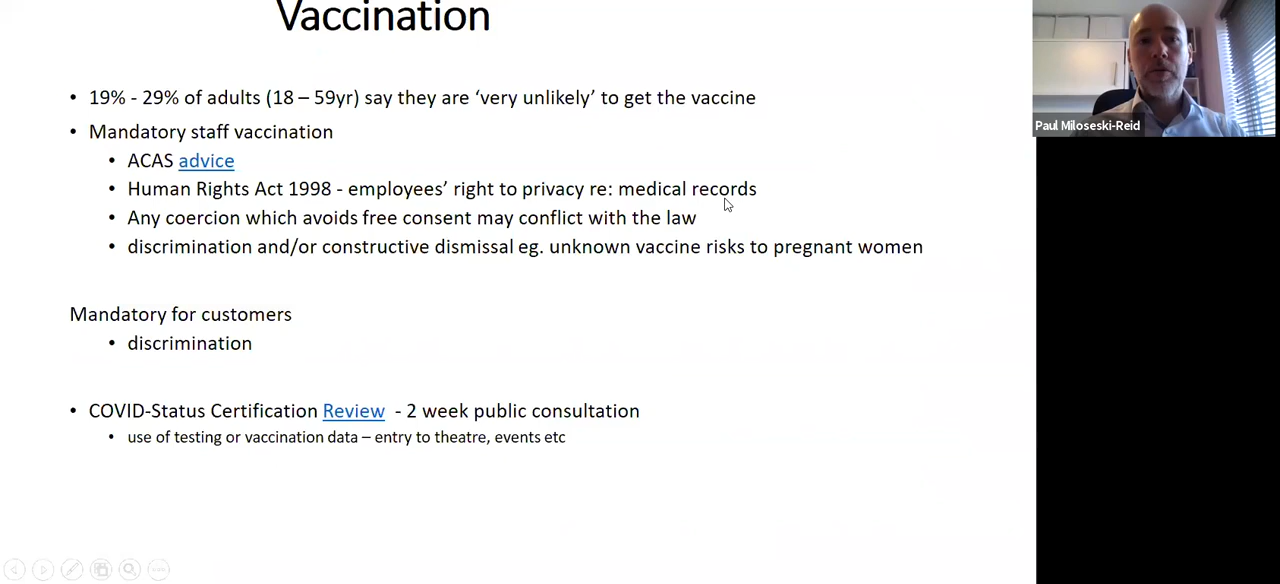 Vaccination
• 19% - 29% of adults (18 – 59yr) say they are ‘very unlikely’ to get the vaccine
Paul Miloseski-Reid
• Mandatory staff vaccination
• ACAS advice
• Human Rights Act 1998 - employees’ right to privacy re: medical records
• Any coercion which avoids free consent may conflict with the law
• discrimination and/or constructive dismissal eg. unknown vaccine risks to pregnant women
Mandatory for customers
• discrimination
• COVID-Status Certification Review - 2 week public consultation
• use of testing or vaccination data – entry to theatre, events etc